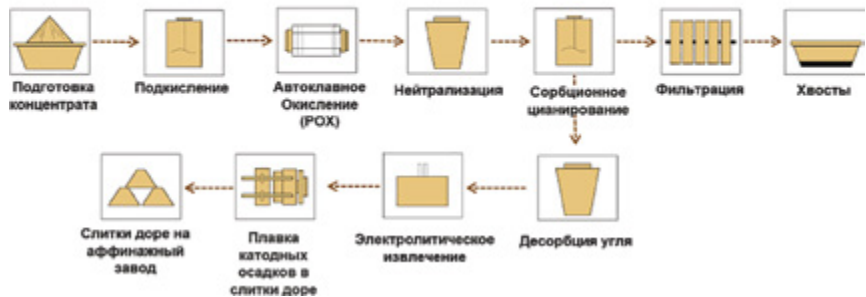 Подготовка
концентрата
Подкисление
Автоклавное
Окисление
(POX)
Нейтрализация
Сорбционное
цианирование
Фильтрация
Хвосты
Слитки доре на
аффинажный
завод
Плавка
катодных
осадков в
слитки доре
Электролитическое
извлечение
Десорбция угля